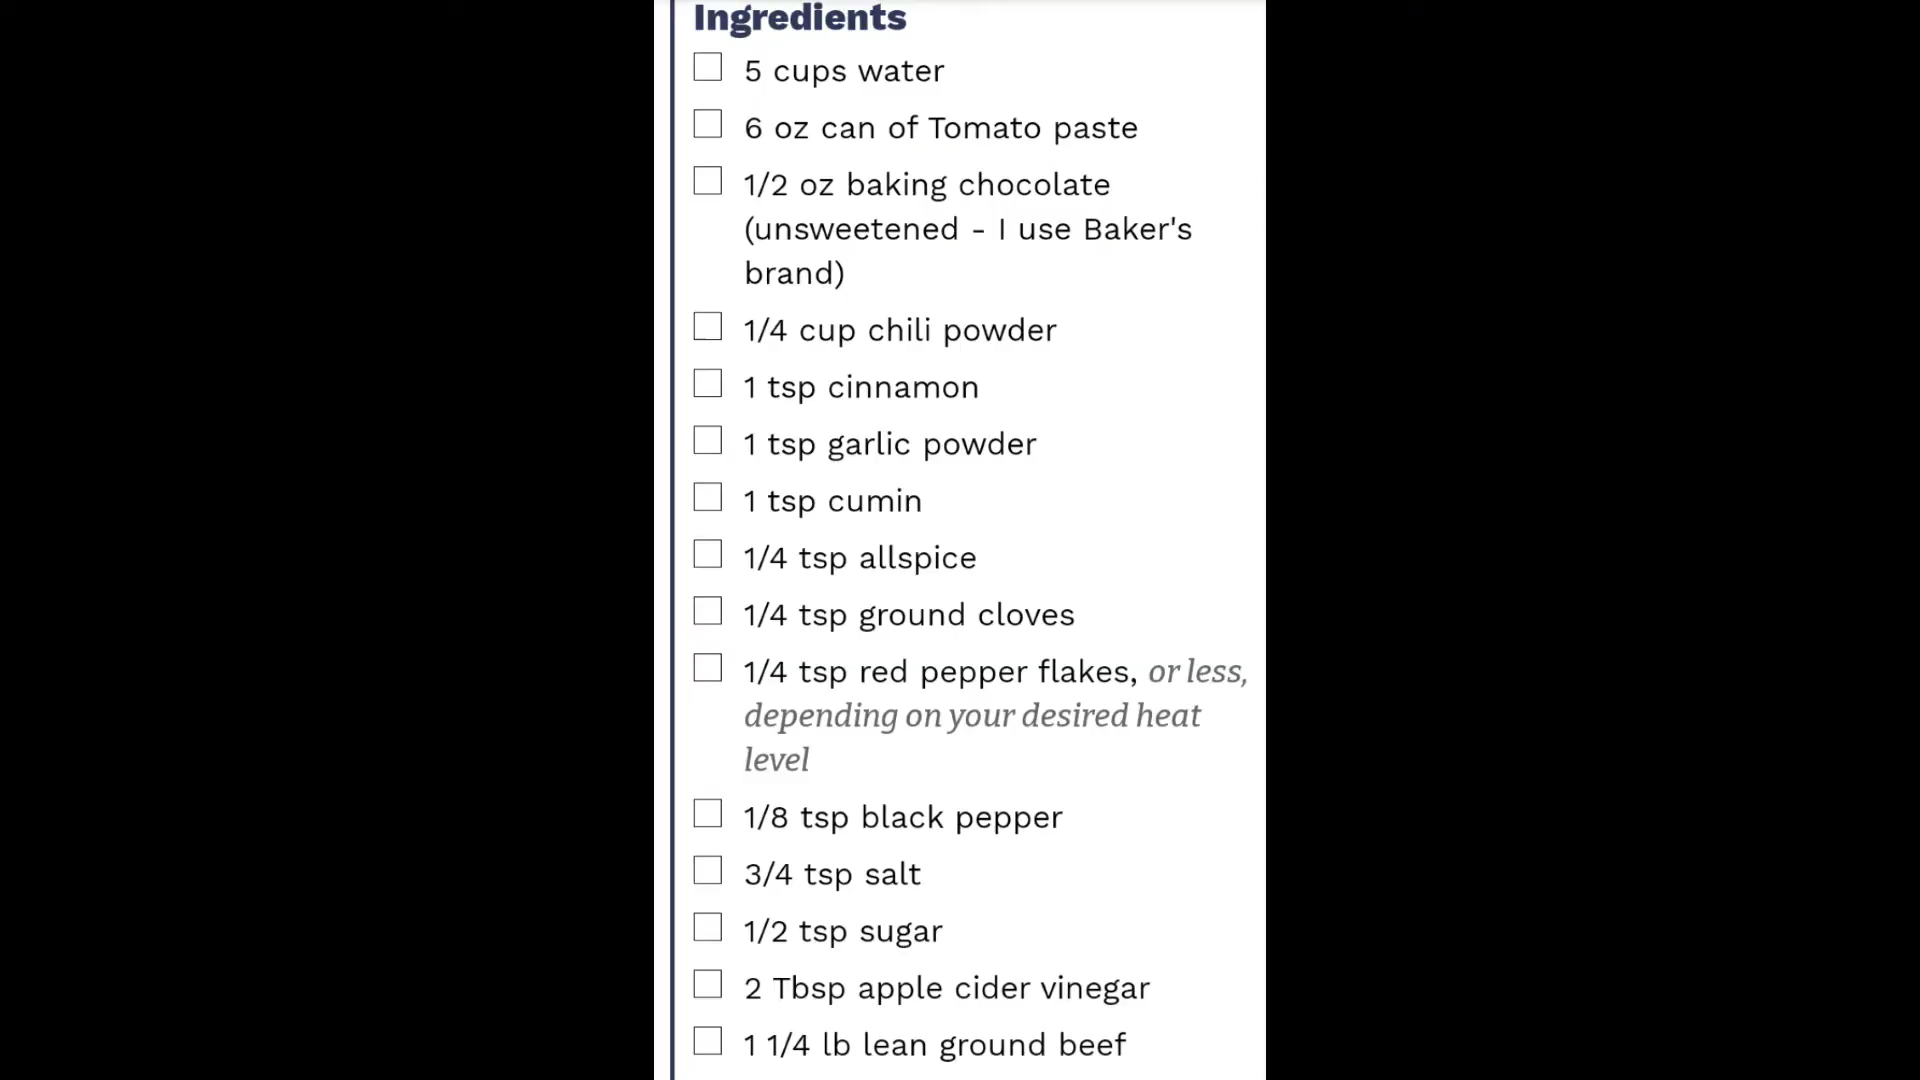 Ingredients
5 cups water
6 oz can of Tomato paste
1/2 oz baking chocolate
(unsweetened - I use Baker's
brand)
1/4 cup chili powder
1 tsp cinnamon
1 tsp garlic powder
1 tsp cumin
1/4 tsp allspice
1/4 tsp ground cloves
1/4 tsp red pepper flakes, or less,
depending on your desired heat
level
1/8 tsp black pepper
3/4 tsp salt
1/2 tsp sugar
2 Tbsp apple cider vinegar
1 1/4 lb lean ground beef